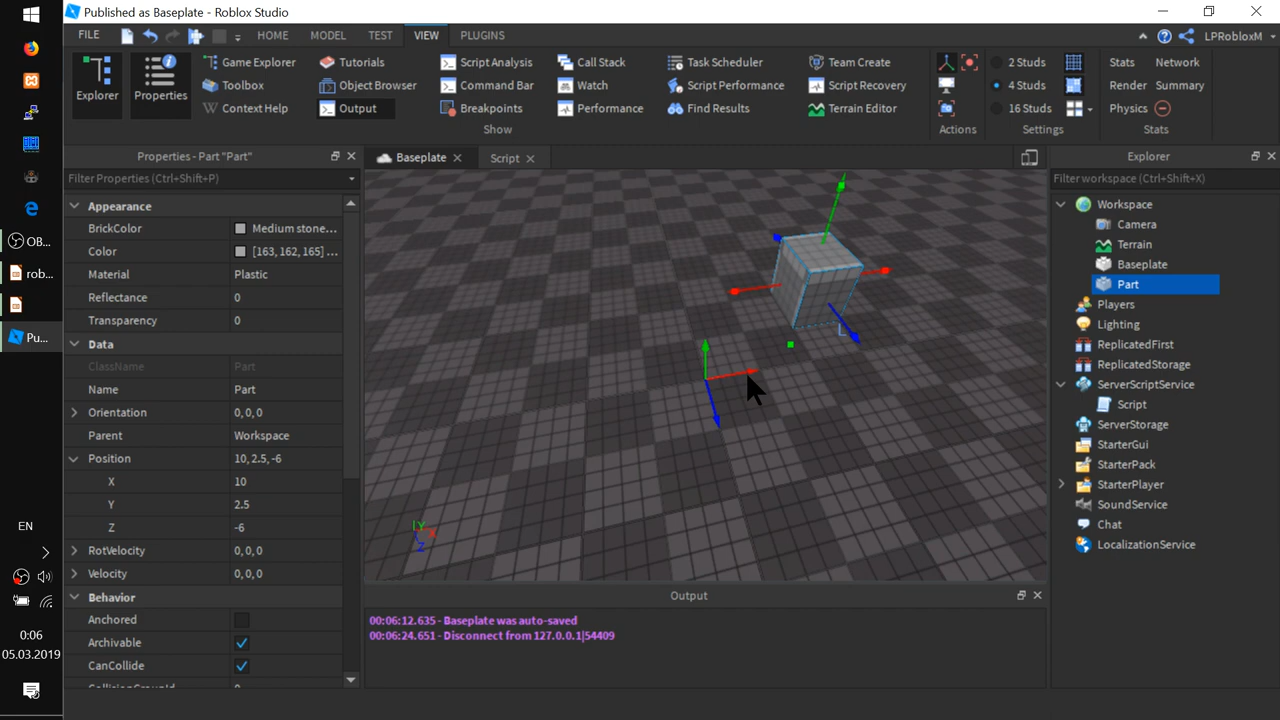 Published as Baseplate - Roblox Studio
FILE
HOME
MODEL
TEST
VIEW
PLUGINS
LPRobloxM
Explorer
Properties
Game Explorer
Toolbox
Context Help
Tutorials
Object Browser
Output
Script Analysis
Command Bar
Breakpoints
Call Stack
Watch
Performance
Task Scheduler
Script Performance
Find Results
Team Create
Script Recovery
Terrain Editor
2 Studs
4 Studs
16 Studs
Stats
Network
Render
Summary
Physics
Show
Actions
Settings
Stats
Properties - Part "Part"
Filter Properties (Ctrl+Shift+P)
Appearance
BrickColor Medium stone...
Color [163, 162, 165] ...
Material Plastic
Reflectance 0
Transparency 0
Data
ClassName Part
Name Part
Orientation 0, 0, 0
Parent Workspace
Position 10, 2.5, -6
X 10
Y 2.5
Z -6
RotVelocity 0, 0, 0
Velocity 0, 0, 0
Behavior
Anchored
Archivable
CanCollide
CollisionGroupId 0
Baseplate
Script
L
Y
X
Z
Output
00:06:12.635 - Baseplate was auto-saved
00:06:24.651 - Disconnect from 127.0.0.1|54409
Explorer
Filter workspace (Ctrl+Shift+X)
Workspace
Camera
Terrain
Baseplate
Part
Players
Lighting
ReplicatedFirst
ReplicatedStorage
ServerScriptService
Script
ServerStorage
StarterGui
StarterPack
StarterPlayer
SoundService
Chat
LocalizationService
OB...
rob...
Pu...
EN
0:06
05.03.2019